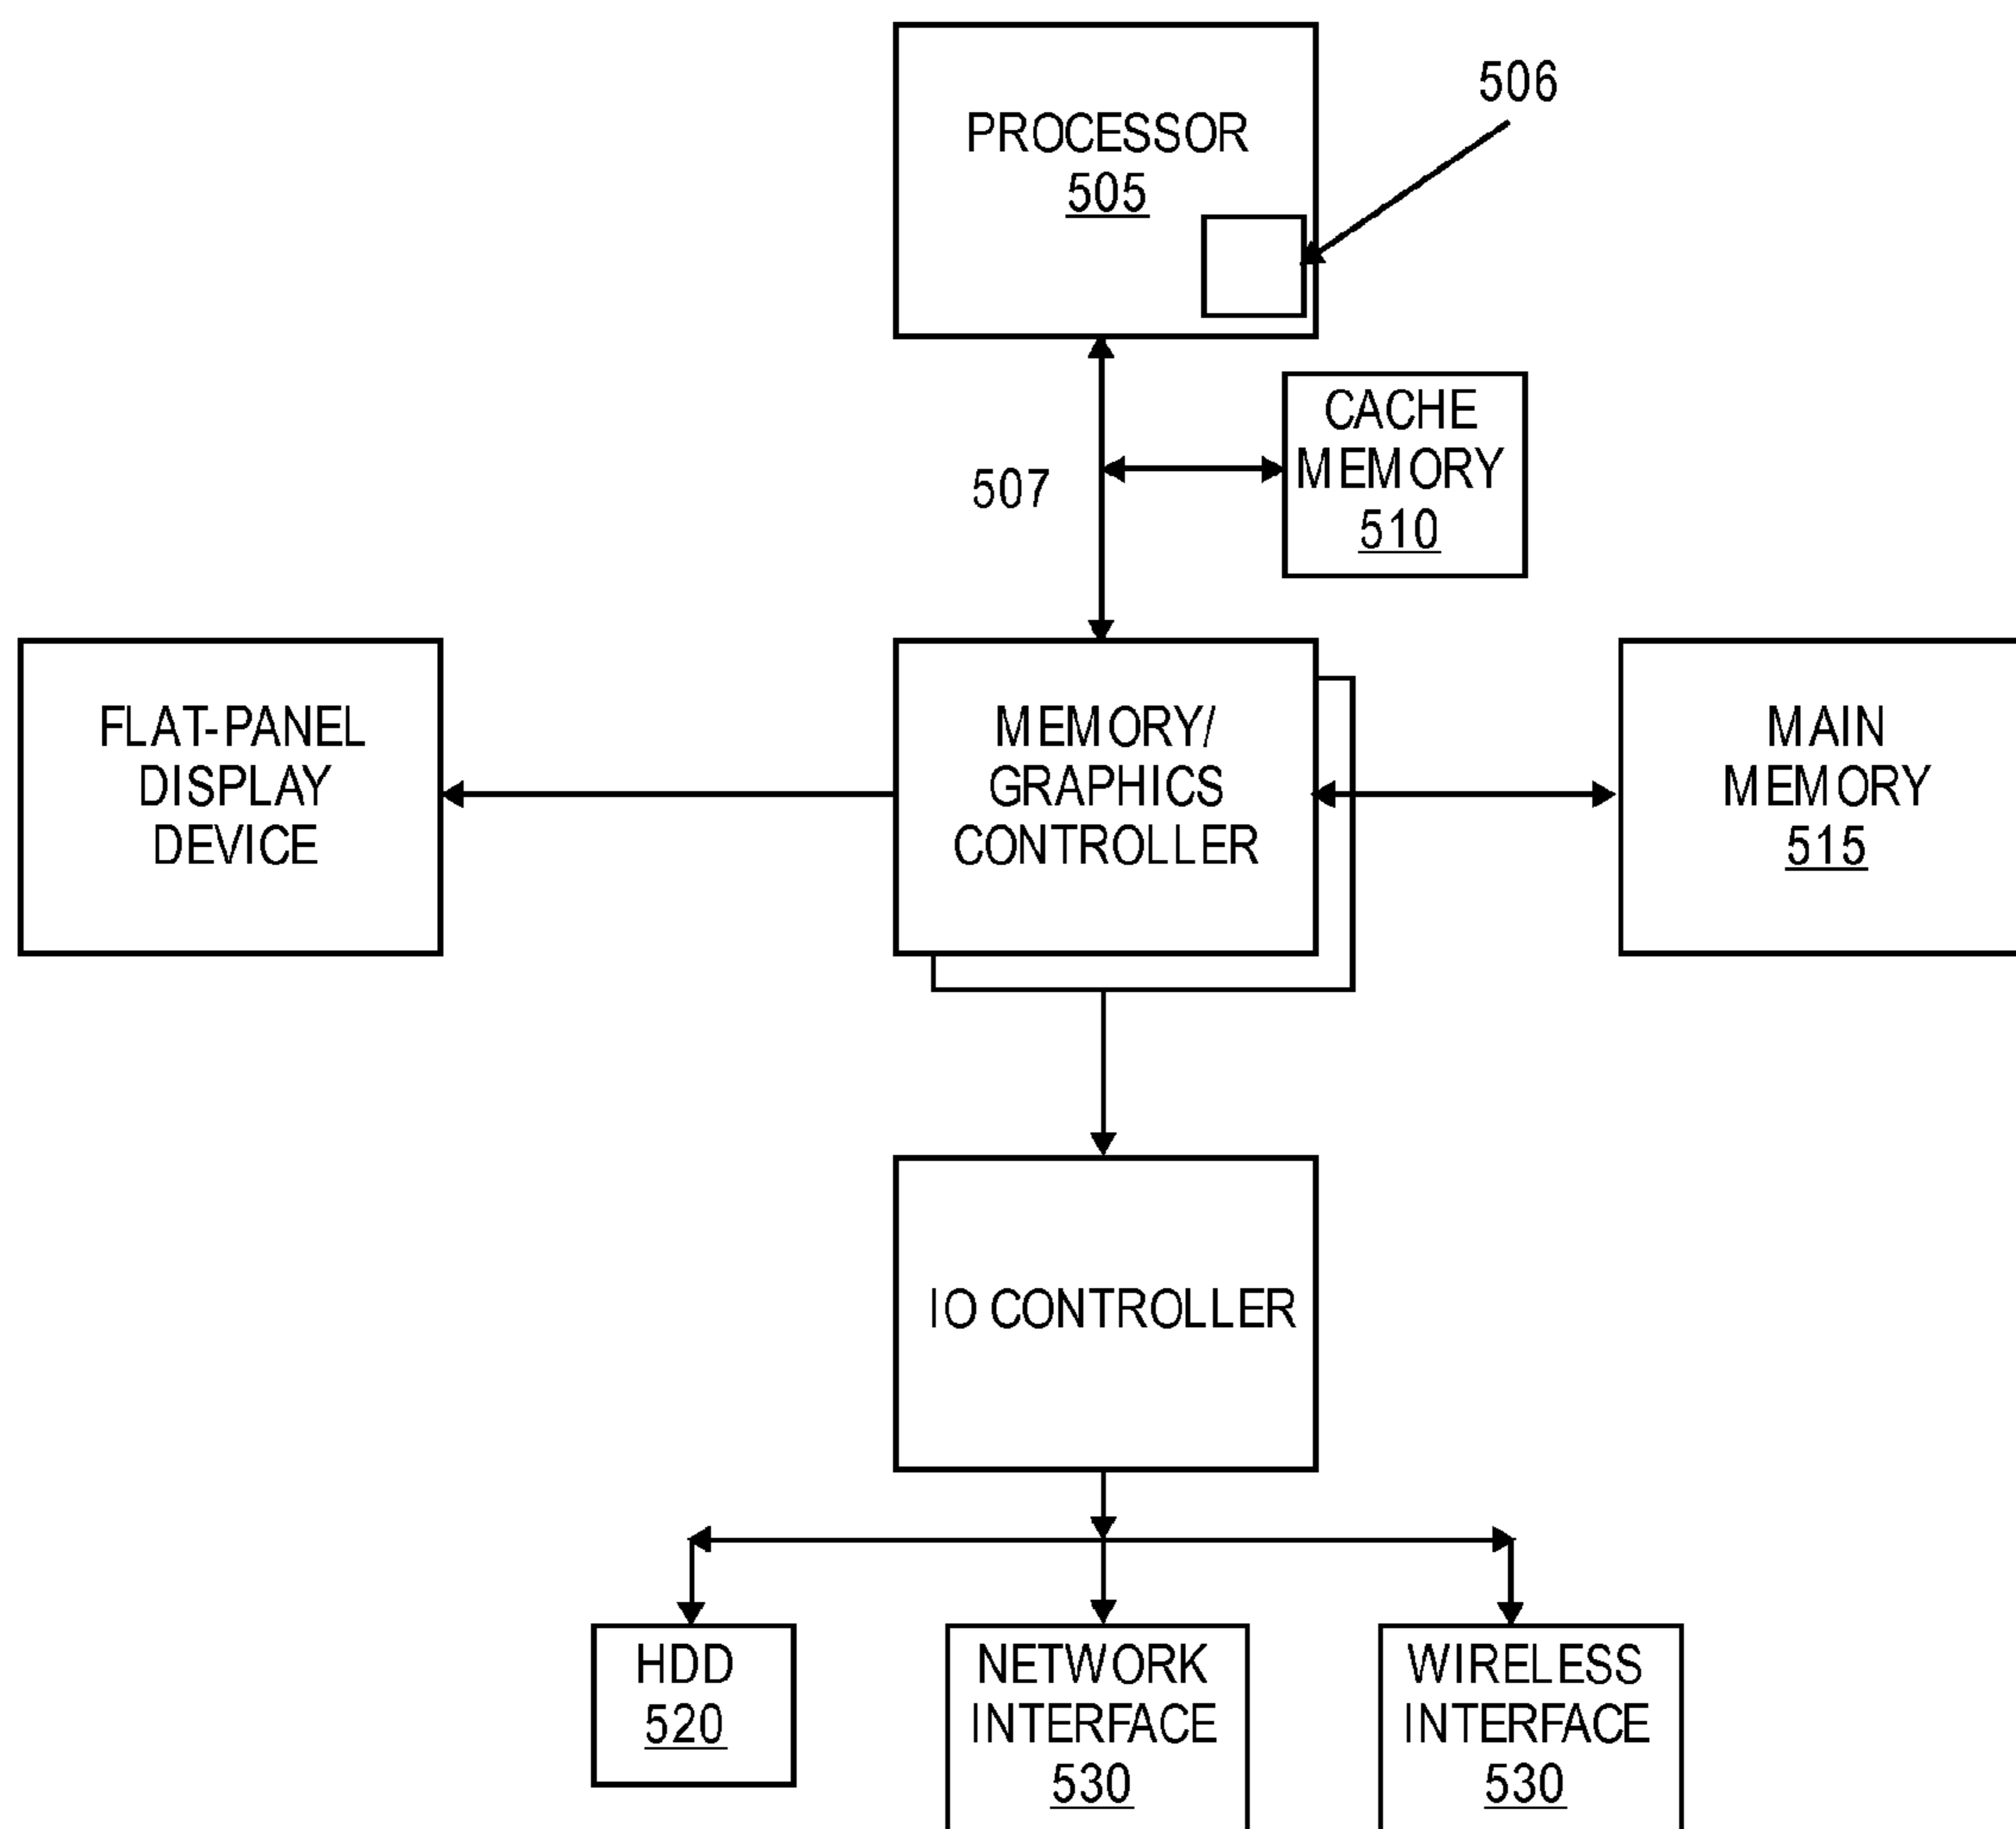 PROCESSOR
505
506
507
CACHE
MEMORY
510
FLAT-PANEL
DISPLAY
DEVICE
MEMORY/
GRAPHICS
CONTROLLER
MAIN
MEMORY
515
IO CONTROLLER
HDD
520
NETWORK
INTERFACE
530
WIRELESS
INTERFACE
530